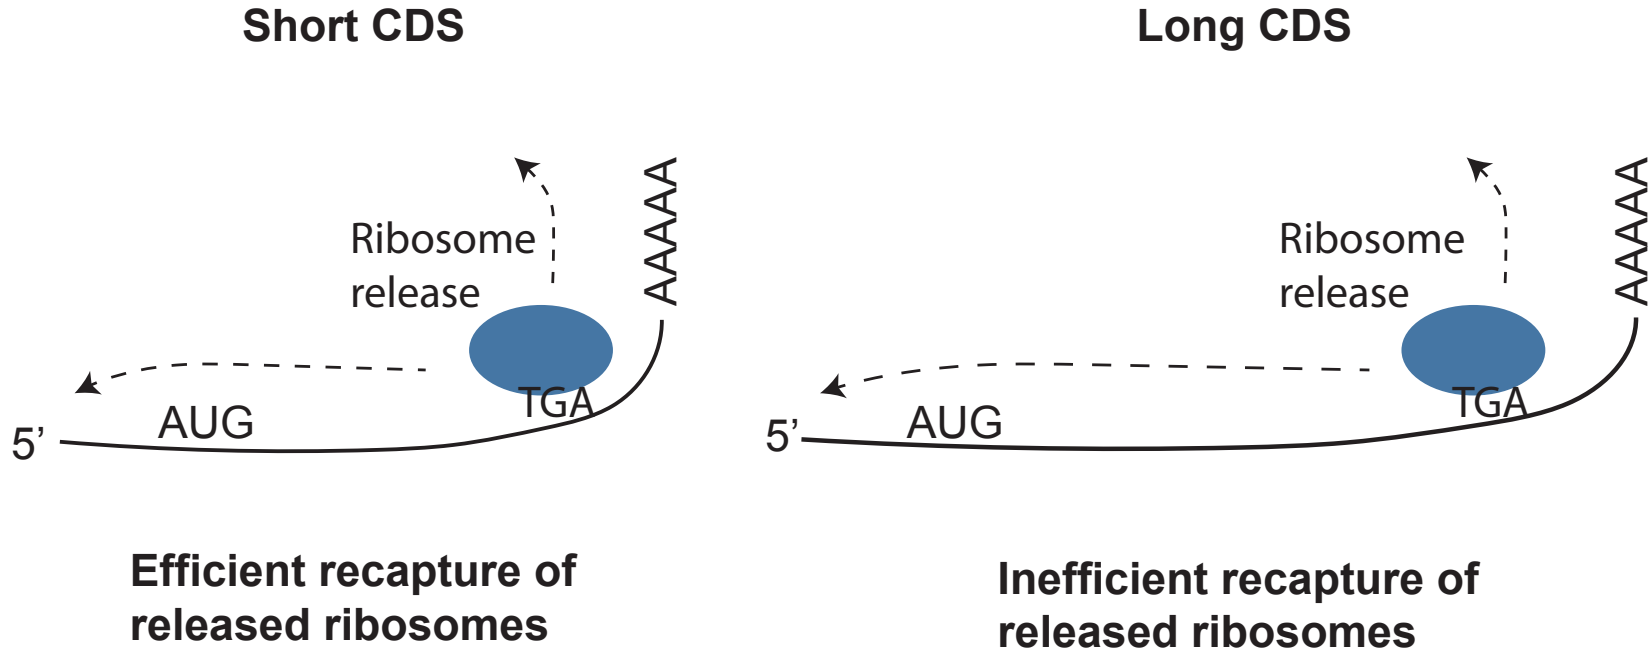 Short CDS
Ribosome
release
AAAAA
TGA
AUG
5’
Efficient recapture of
released ribosomes
Long CDS
Ribosome
release
AAAAA
TGA
AUG
5’
Inefficient recapture of
released ribosomes